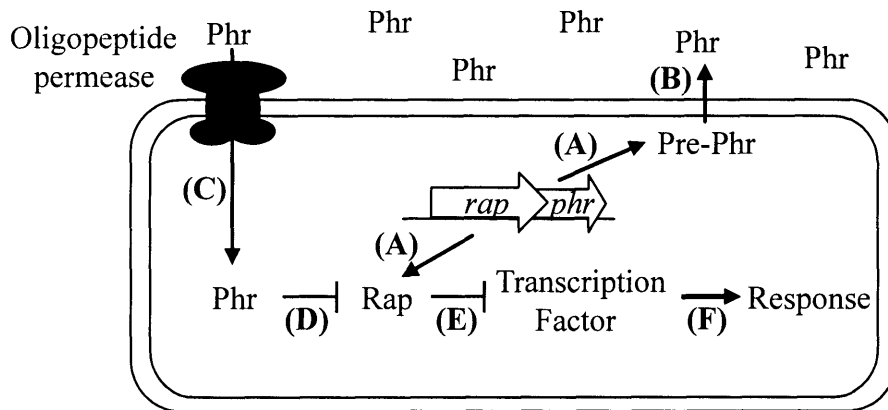 Oligopeptide
permease
Phr
Phr
Phr
Phr
Phr
Phr
(B)
(A)
Pre-Phr
(C)
rap
phr
(A)
Phr
(D)
Rap
(E)
Transcription
Factor
(F)
Response